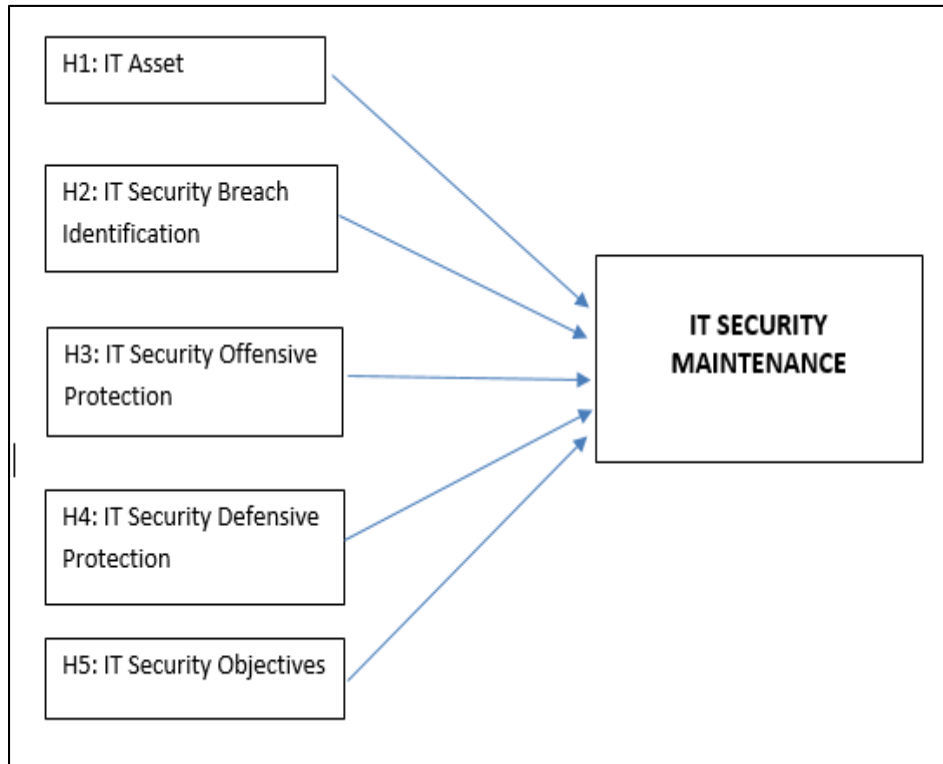 H1: IT Asset
H2: IT Security Breach
Identification
H3: IT Security Offensive
Protection
H4: IT Security Defensive
Protection
H5: IT Security Objectives
IT SECURITY
MAINTENANCE